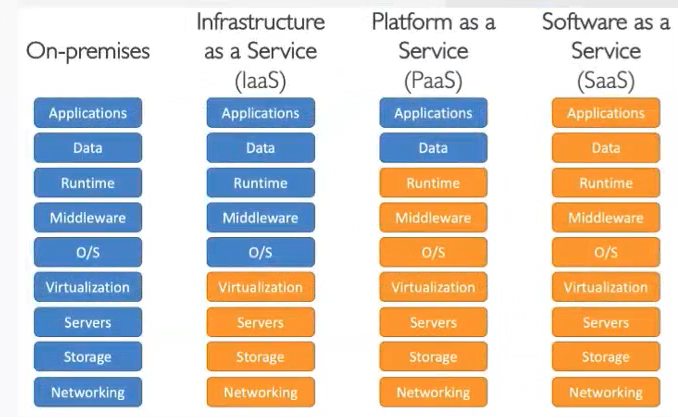 On-premises
Infrastructure
as a Service
(IaaS)
Platform as a
Service
(PaaS)
Software as a
Service
(SaaS)
Applications
Data
Runtime
Middleware
O/S
Virtualization
Servers
Storage
Networking
Applications
Data
Runtime
Middleware
O/S
Virtualization
Servers
Storage
Networking
Applications
Data
Runtime
Middleware
O/S
Virtualization
Servers
Storage
Networking
Applications
Data
Runtime
Middleware
O/S
Virtualization
Servers
Storage
Networking